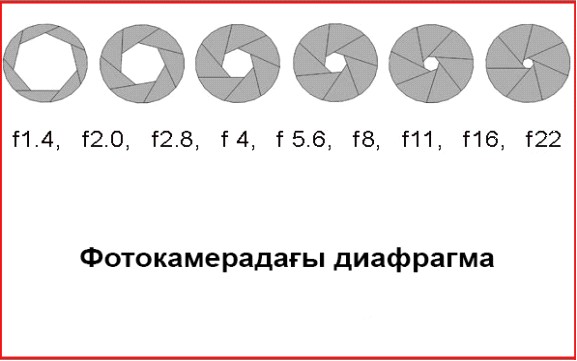 f1.4, f2.0, f2.8, f 4, f 5.6, f8, f11, f16, f22
Фотокамерадағы диафрагма